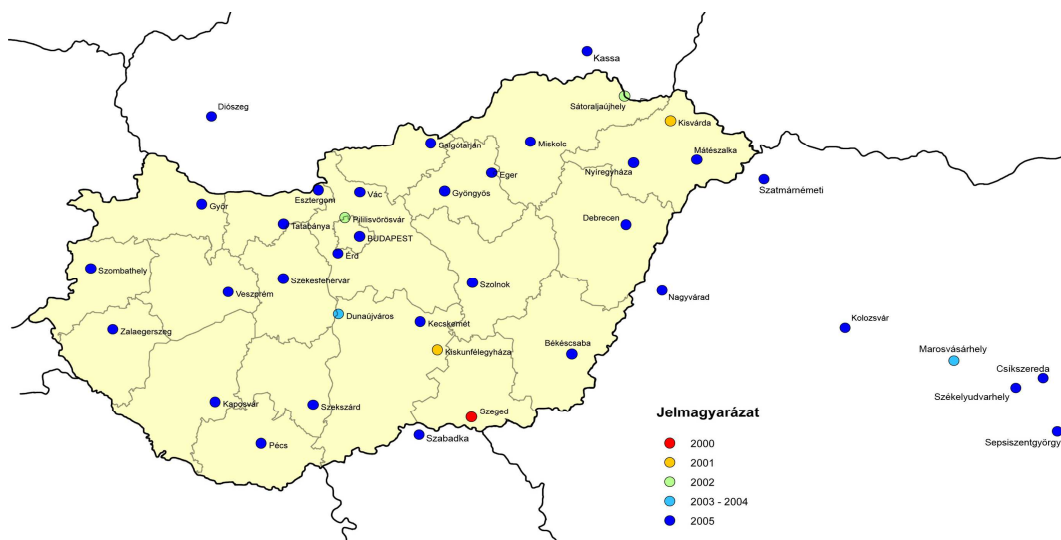 Kassa
Diószeg
Sátoraljaújhely
Kisvárda
Salgótarján
Miskolc
Mátészalka
Nyíregyháza
Eger
Szatmárnémeti
Vác
Gyöngyös
Esztergom
Győr
Pililisvörösvár
Debrecen
Tatabánya
BUDAPEST
Érd
Szombathely
Székesfehérvár
Szolnok
Veszprém
Nagyvárad
Dunaújváros
Kecskemét
Zalaegerszeg
Kolozsvár
Kiskunfélegyháza
Békéscsaba
Marosvásárhely
Csíkszereda
Székelyudvarhely
Kaposvár
Szekszárd
Szeged
Szabadka
Pécs
Sepsiszentgyörgy
Jelmagyarázat
2000
2001
2002
2003 - 2004
2005